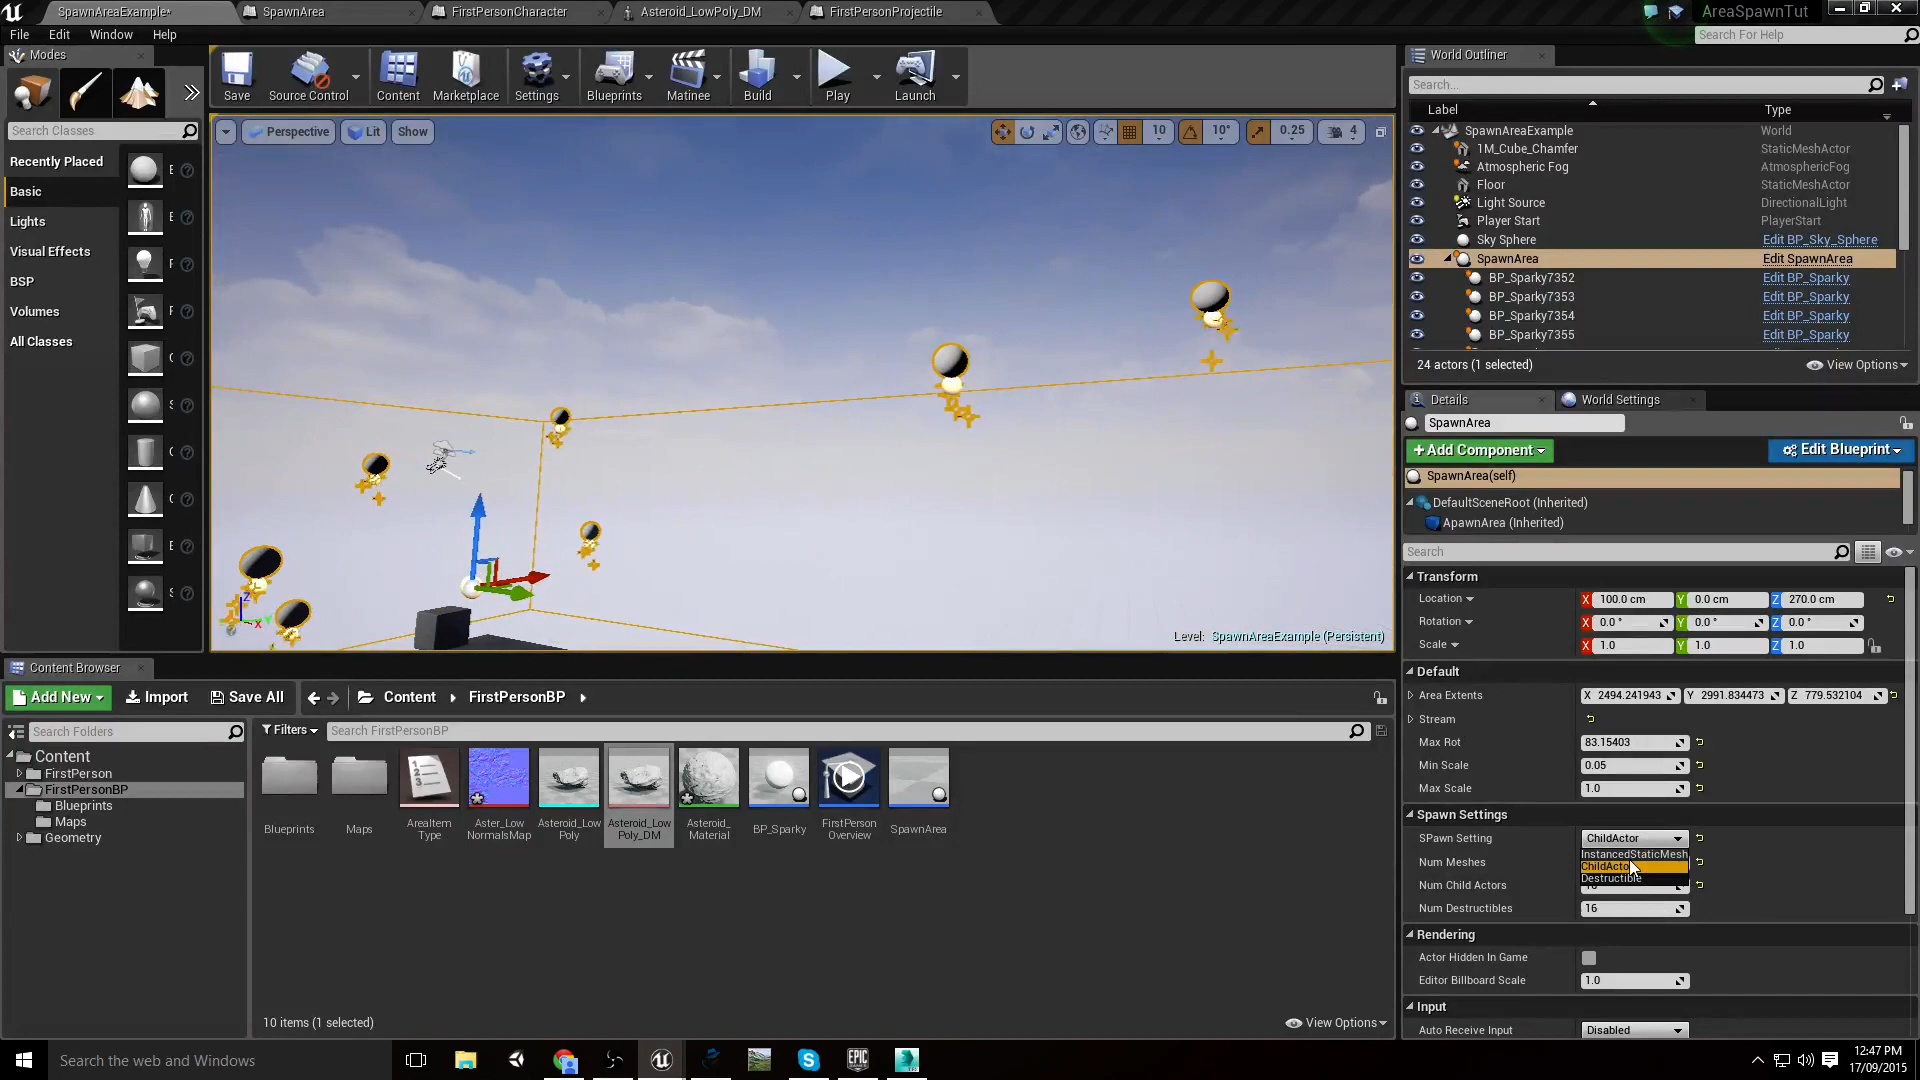 SpawnAreaExample*
SpawnArea
FirstPersonCharacter
Asteroid_LowPoly_DM
FirstPersonProjectile
AreaSpawnTut
File Edit Window Help
Search For Help
Modes
Save
Source Control
Content
Marketplace
Settings
Blueprints
Matinee
Build
Play
Launch
Search Classes
Recently Placed
Basic
Lights
Visual Effects
BSP
Volumes
All Classes
Perspective
Lit
Show
10
10°
0.25
4
Level: SpawnAreaExample (Persistent)
World Outliner
Search...
Label Type
SpawnAreaExample World
1M_Cube_Chamfer StaticMeshActor
Atmospheric Fog AtmosphericFog
Floor StaticMeshActor
Light Source DirectionalLight
Player Start PlayerStart
Sky Sphere Edit BP_Sky_Sphere
SpawnArea Edit SpawnArea
BP_Sparky7352 Edit BP_Sparky
BP_Sparky7353 Edit BP_Sparky
BP_Sparky7354 Edit BP_Sparky
BP_Sparky7355 Edit BP_Sparky
24 actors (1 selected)
View Options
Details
World Settings
SpawnArea
+Add Component
Edit Blueprint
SpawnArea(self)
DefaultSceneRoot (Inherited)
ApawnArea (Inherited)
Search
Transform
Location X 100.0 cm Y 0.0 cm Z 270.0 cm
Rotation X 0.0 ° Y 0.0 ° Z 0.0 °
Scale X 1.0 Y 1.0 Z 1.0
Default
Area Extents X 2494.241943 Y 2991.834473 Z 779.532104
Stream
Max Rot 83.15403
Min Scale 0.05
Max Scale 1.0
Spawn Settings
SPawn Setting ChildActor
InstancedStaticMesh
Num Meshes
Destructible
Num Child Actors
Num Destructibles 16
Rendering
Actor Hidden In Game
Editor Billboard Scale 1.0
Input
Auto Receive Input Disabled
Content Browser
Add New
Import
Save All
Content
FirstPersonBP
Search Folders
Filters
Search FirstPersonBP
Content
FirstPerson
FirstPersonBP
Blueprints
Maps
Geometry
Blueprints
Maps
AreaItem
Type
Aster_Low
NormalsMap
Asteroid_Low
Poly
Asteroid_Low
Poly_DM
Asteroid_
Material
BP_Sparky
FirstPerson
Overview
SpawnArea
10 items (1 selected)
View Options
Search the web and Windows
12:47 PM
17/09/2015